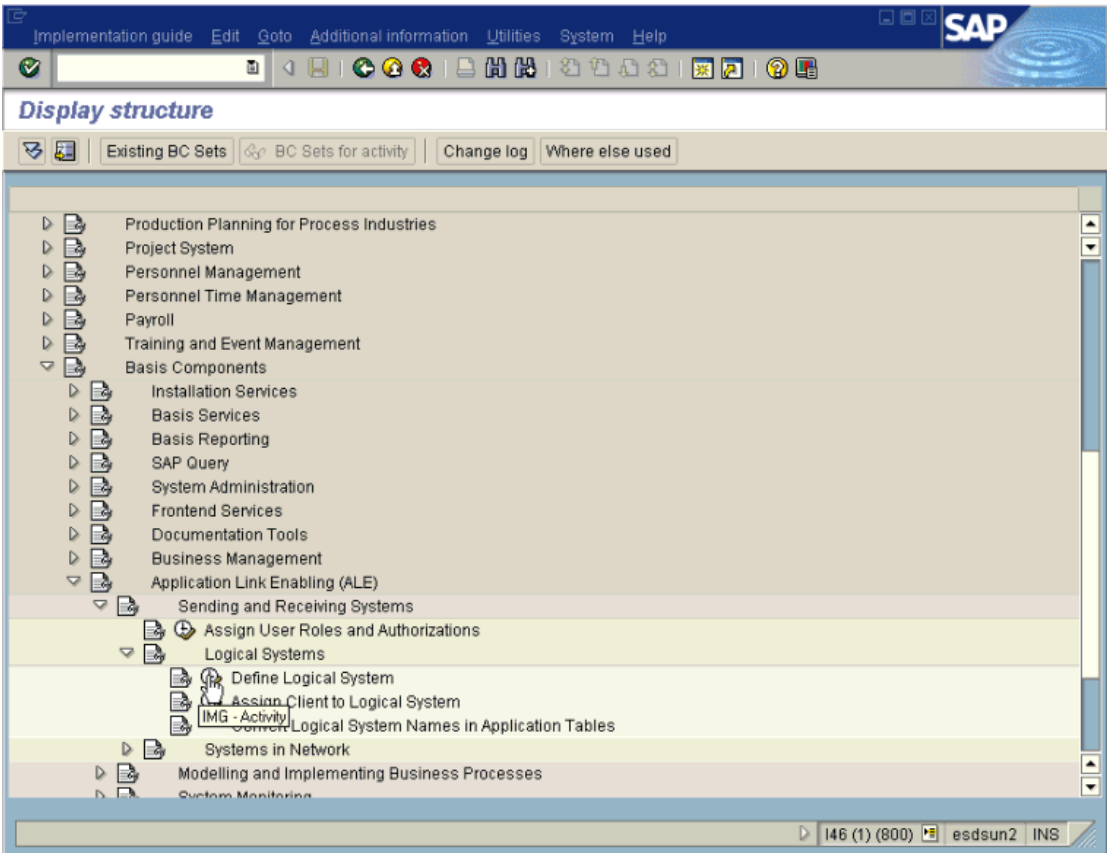 Implementation guide Edit Goto Additional information Utilities System Help
SAP
Display structure
Existing BC Sets BC Sets for activity Change log Where else used
Production Planning for Process Industries
Project System
Personnel Management
Personnel Time Management
Payroll
Training and Event Management
Basis Components
Installation Services
Basis Services
Basis Reporting
SAP Query
System Administration
Frontend Services
Documentation Tools
Business Management
Application Link Enabling (ALE)
Sending and Receiving Systems
Assign User Roles and Authorizations
Logical Systems
Define Logical System
Assign Client to Logical System
IMG - Activity
Convert Logical System Names in Application Tables
Systems in Network
Modelling and Implementing Business Processes
System Monitoring
I46 (1) (800) esdsun2 INS